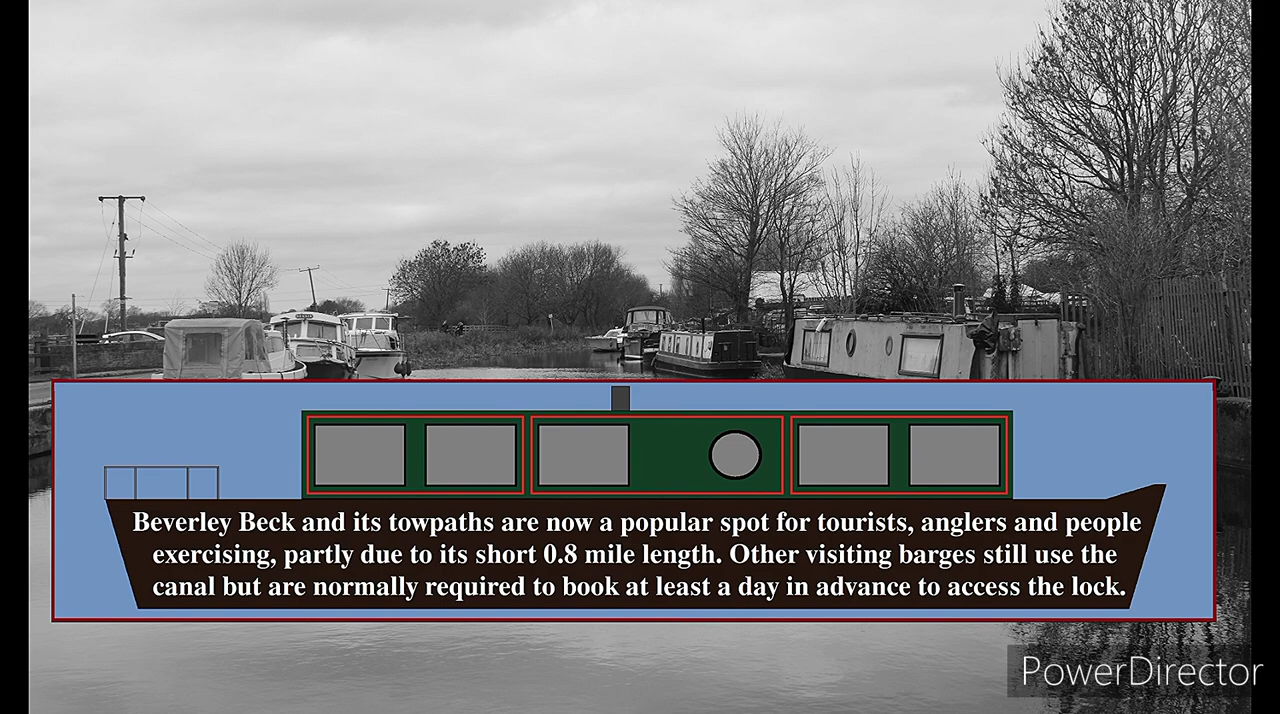 Beverley Beck and its towpaths are now a popular spot for tourists, anglers and people
exercising, partly due to its short 0.8 mile length. Other visiting barges still use the
canal but are normally required to book at least a day in advance to access the lock.
PowerDirector